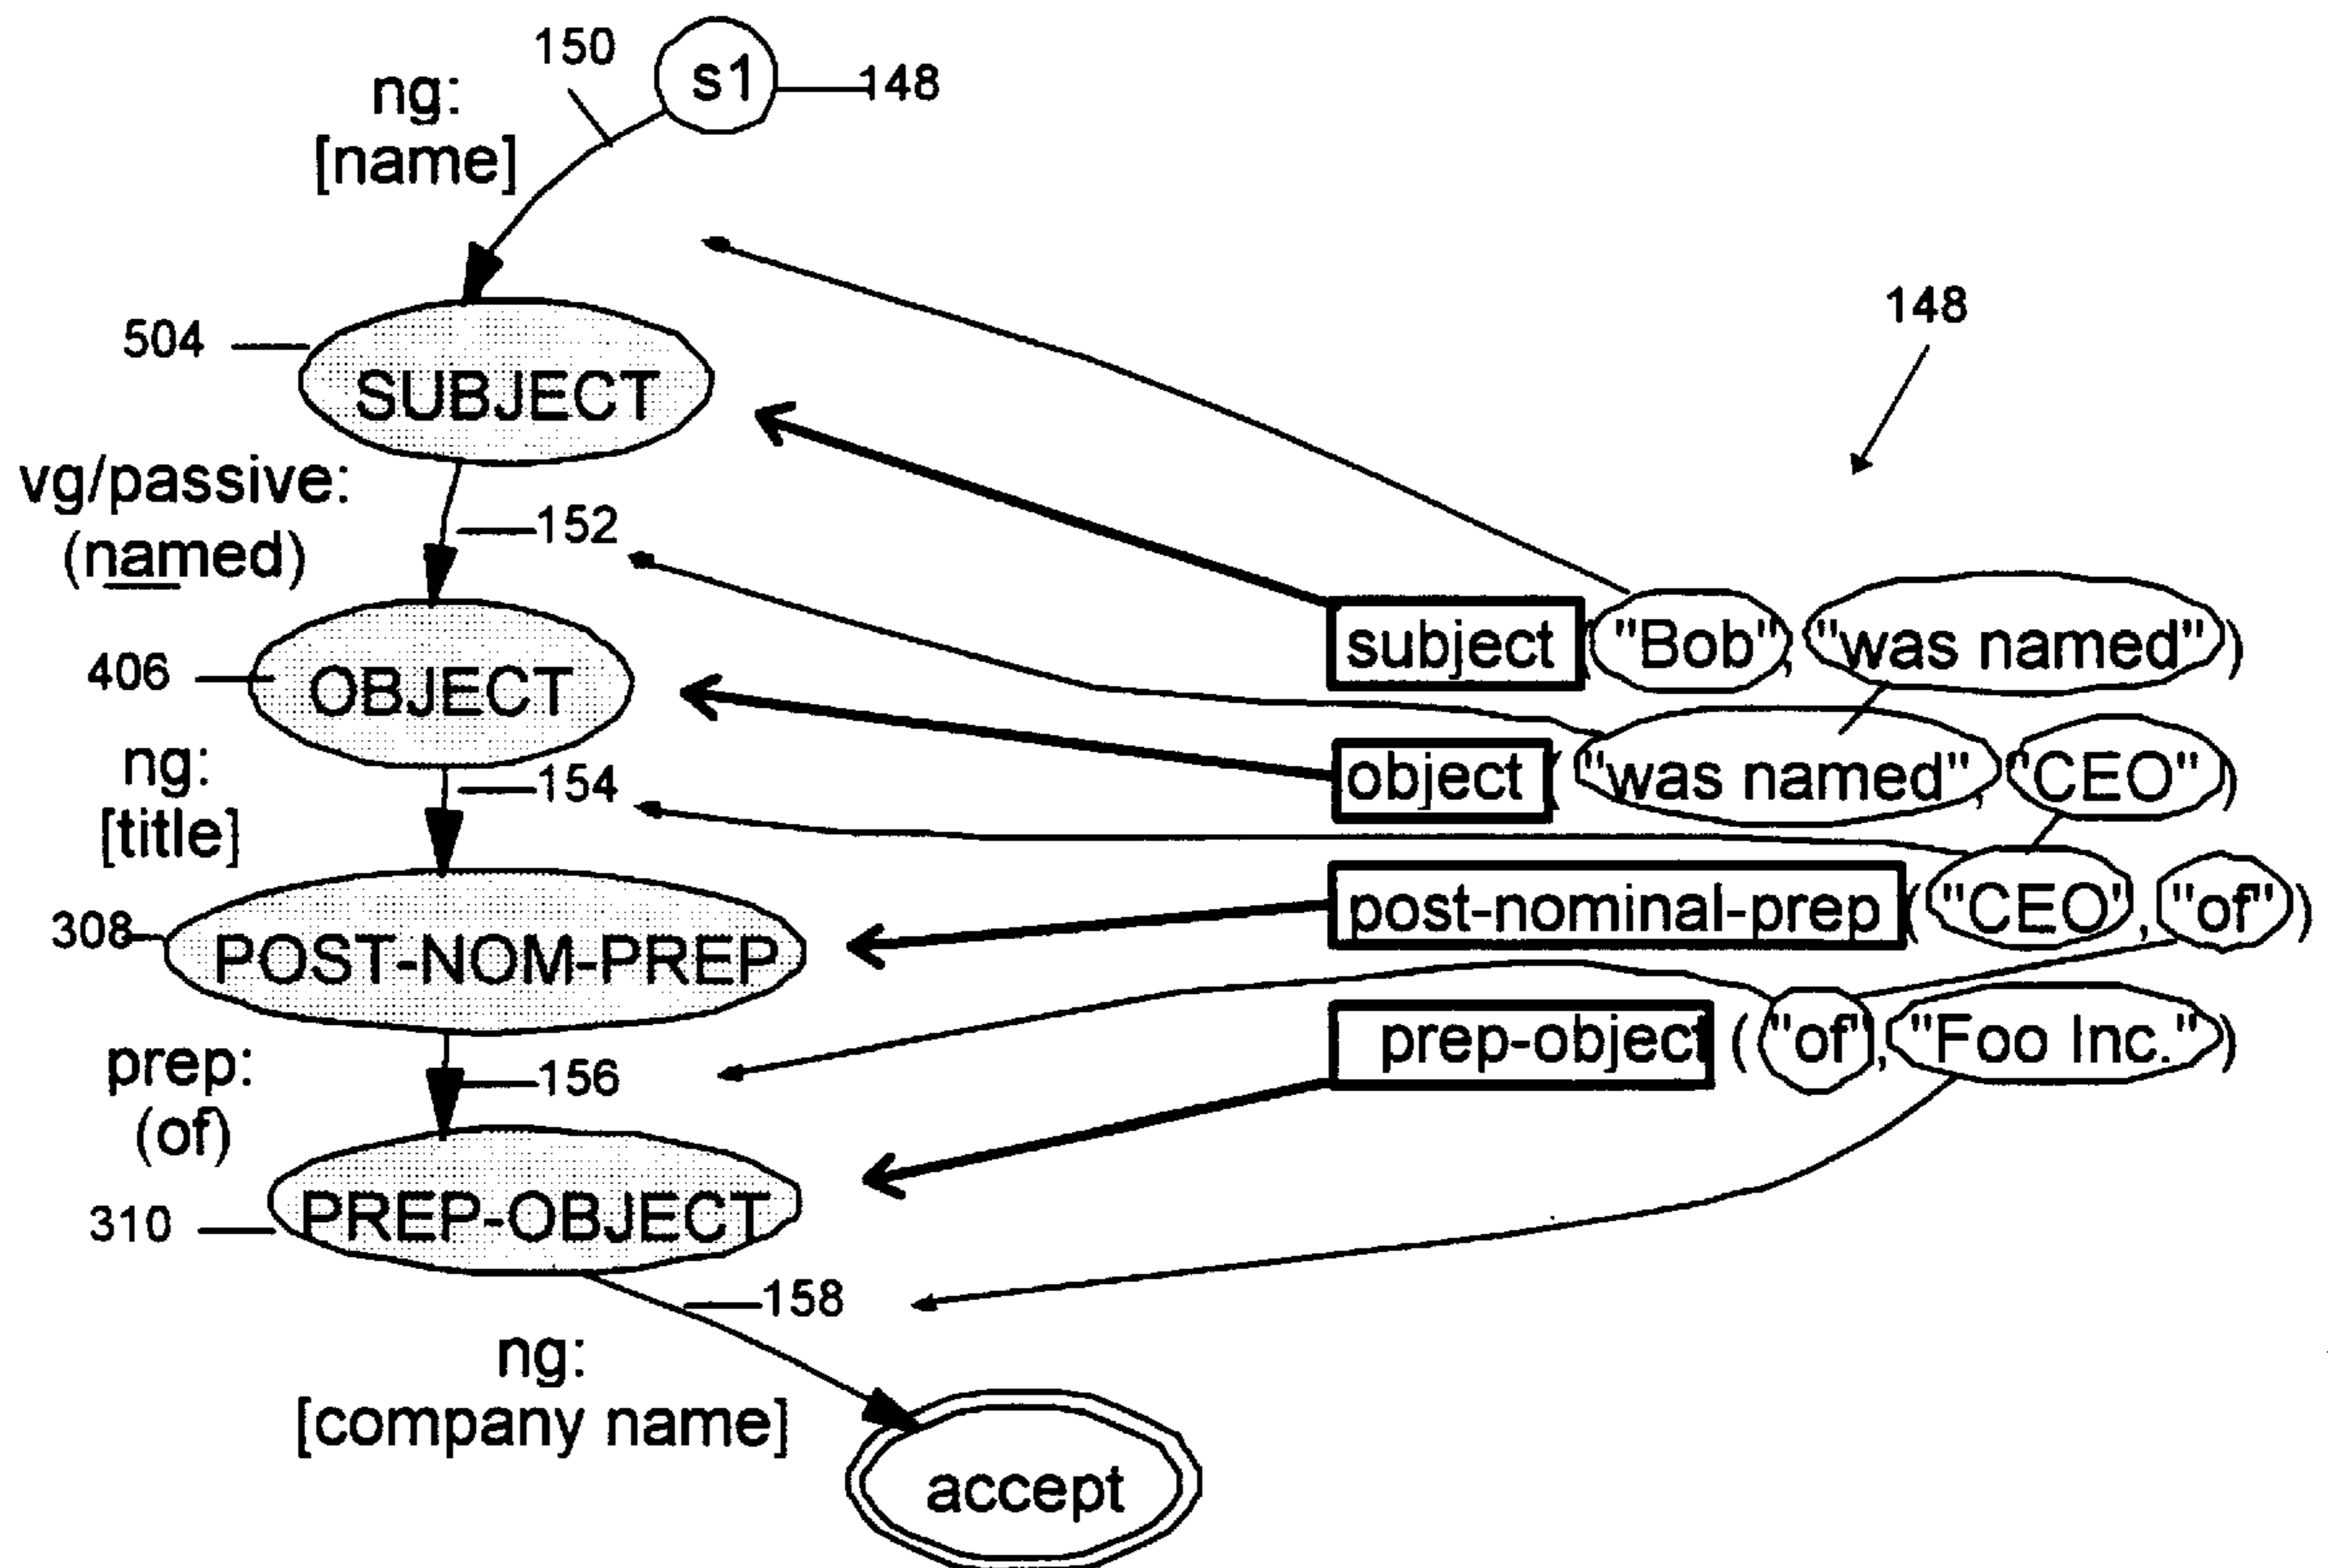 150
s1
148
ng:
[name]
504
SUBJECT
148
vg/passive:
(named)
152
subject ("Bob", "was named")
406
OBJECT
object ("was named", "CEO")
ng:
[title]
154
post-nominal-prep ("CEO", "of")
308
POST-NOM-PREP
prep-object ("of", "Foo Inc.")
prep:
(of)
156
310
PREP-OBJECT
158
ng:
[company name]
accept